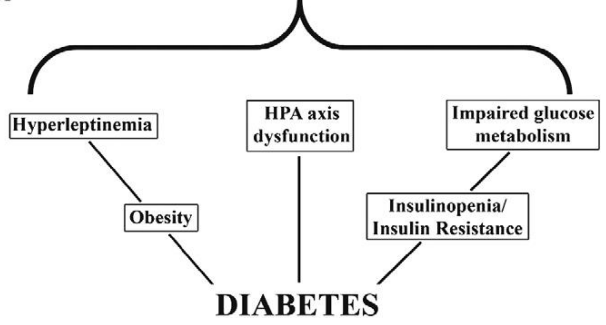 Hyperleptinemia
HPA axis
dysfunction
Impaired glucose
metabolism
Obesity
Insulinopenia/
Insulin Resistance
DIABETES